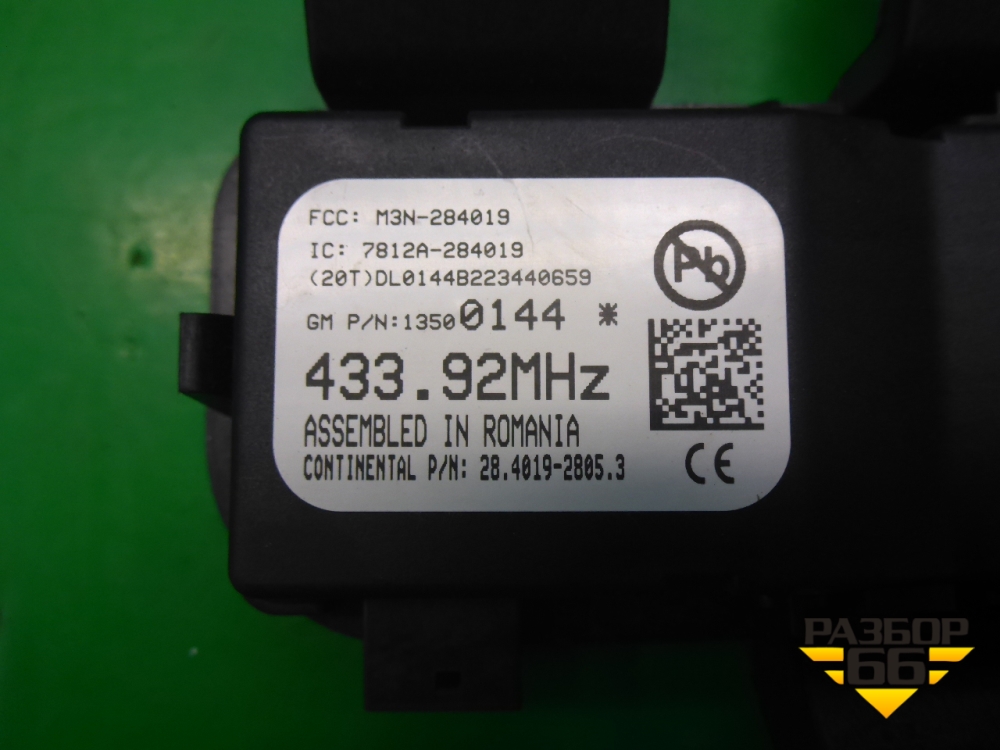 FCC: M3N-284019
IC: 7812A-284019
(20T)DL0144B223440659
GM P/N:13500144 *
433.92MHz
ASSEMBLED IN ROMANIA
CONTINENTAL P/N: 28.4019-2805.3
Pb
CE
РАЗБОР
66